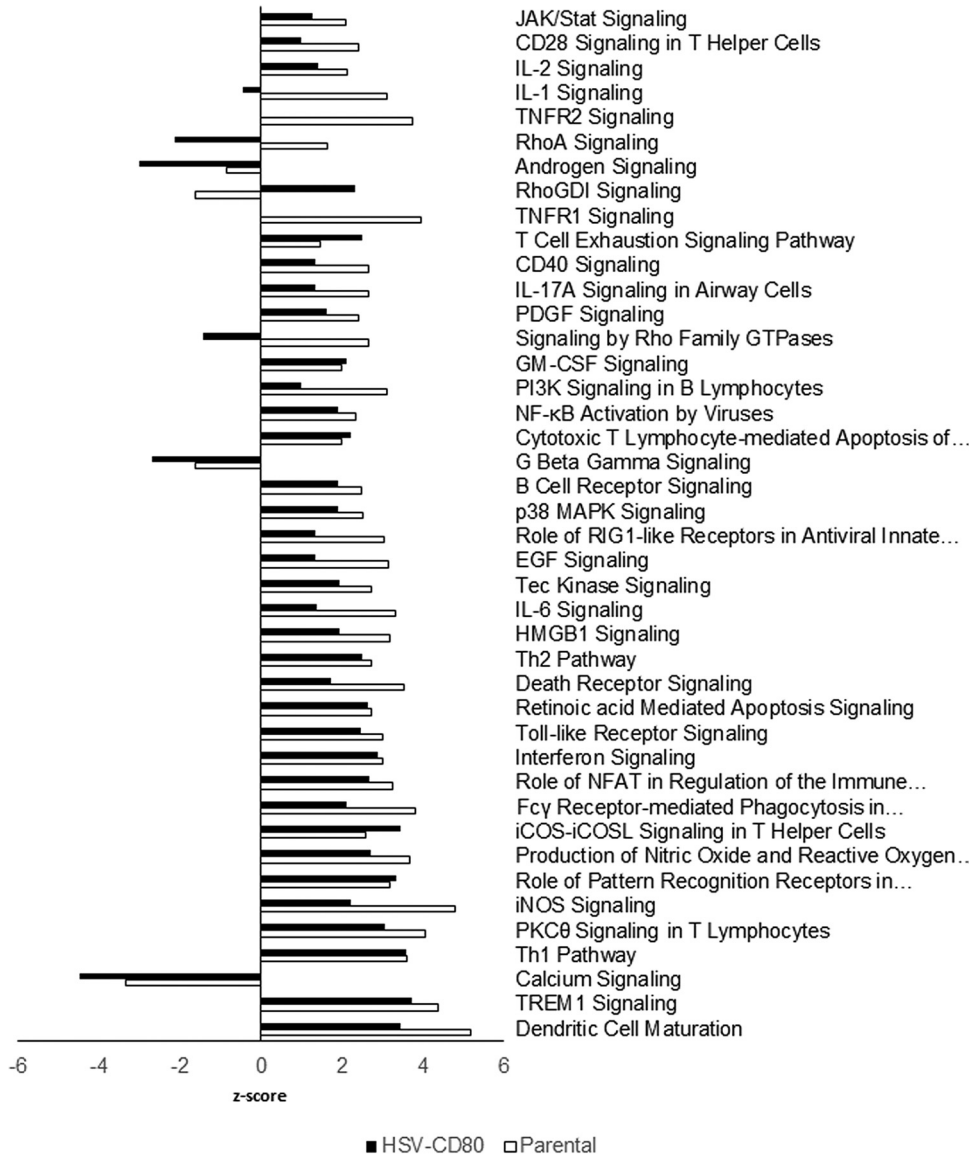 JAK/Stat Signaling
CD28 Signaling in T Helper Cells
IL-2 Signaling
IL-1 Signaling
TNFR2 Signaling
RhoA Signaling
Androgen Signaling
RhoGDI Signaling
TNFR1 Signaling
T Cell Exhaustion Signaling Pathway
CD40 Signaling
IL-17A Signaling in Airway Cells
PDGF Signaling
Signaling by Rho Family GTPases
GM-CSF Signaling
PI3K Signaling in B Lymphocytes
NF-κB Activation by Viruses
Cytotoxic T Lymphocyte-mediated Apoptosis of…
G Beta Gamma Signaling
B Cell Receptor Signaling
p38 MAPK Signaling
Role of RIG1-like Receptors in Antiviral Innate…
EGF Signaling
Tec Kinase Signaling
IL-6 Signaling
HMGB1 Signaling
Th2 Pathway
Death Receptor Signaling
Retinoic acid Mediated Apoptosis Signaling
Toll-like Receptor Signaling
Interferon Signaling
Role of NFAT in Regulation of the Immune…
Fcγ Receptor-mediated Phagocytosis in…
iCOS-iCOSL Signaling in T Helper Cells
Production of Nitric Oxide and Reactive Oxygen…
Role of Pattern Recognition Receptors in…
iNOS Signaling
PKCθ Signaling in T Lymphocytes
Th1 Pathway
Calcium Signaling
TREM1 Signaling
Dendritic Cell Maturation
-6 -4 -2 0 2 4 6
z-score
HSV-CD80 Parental